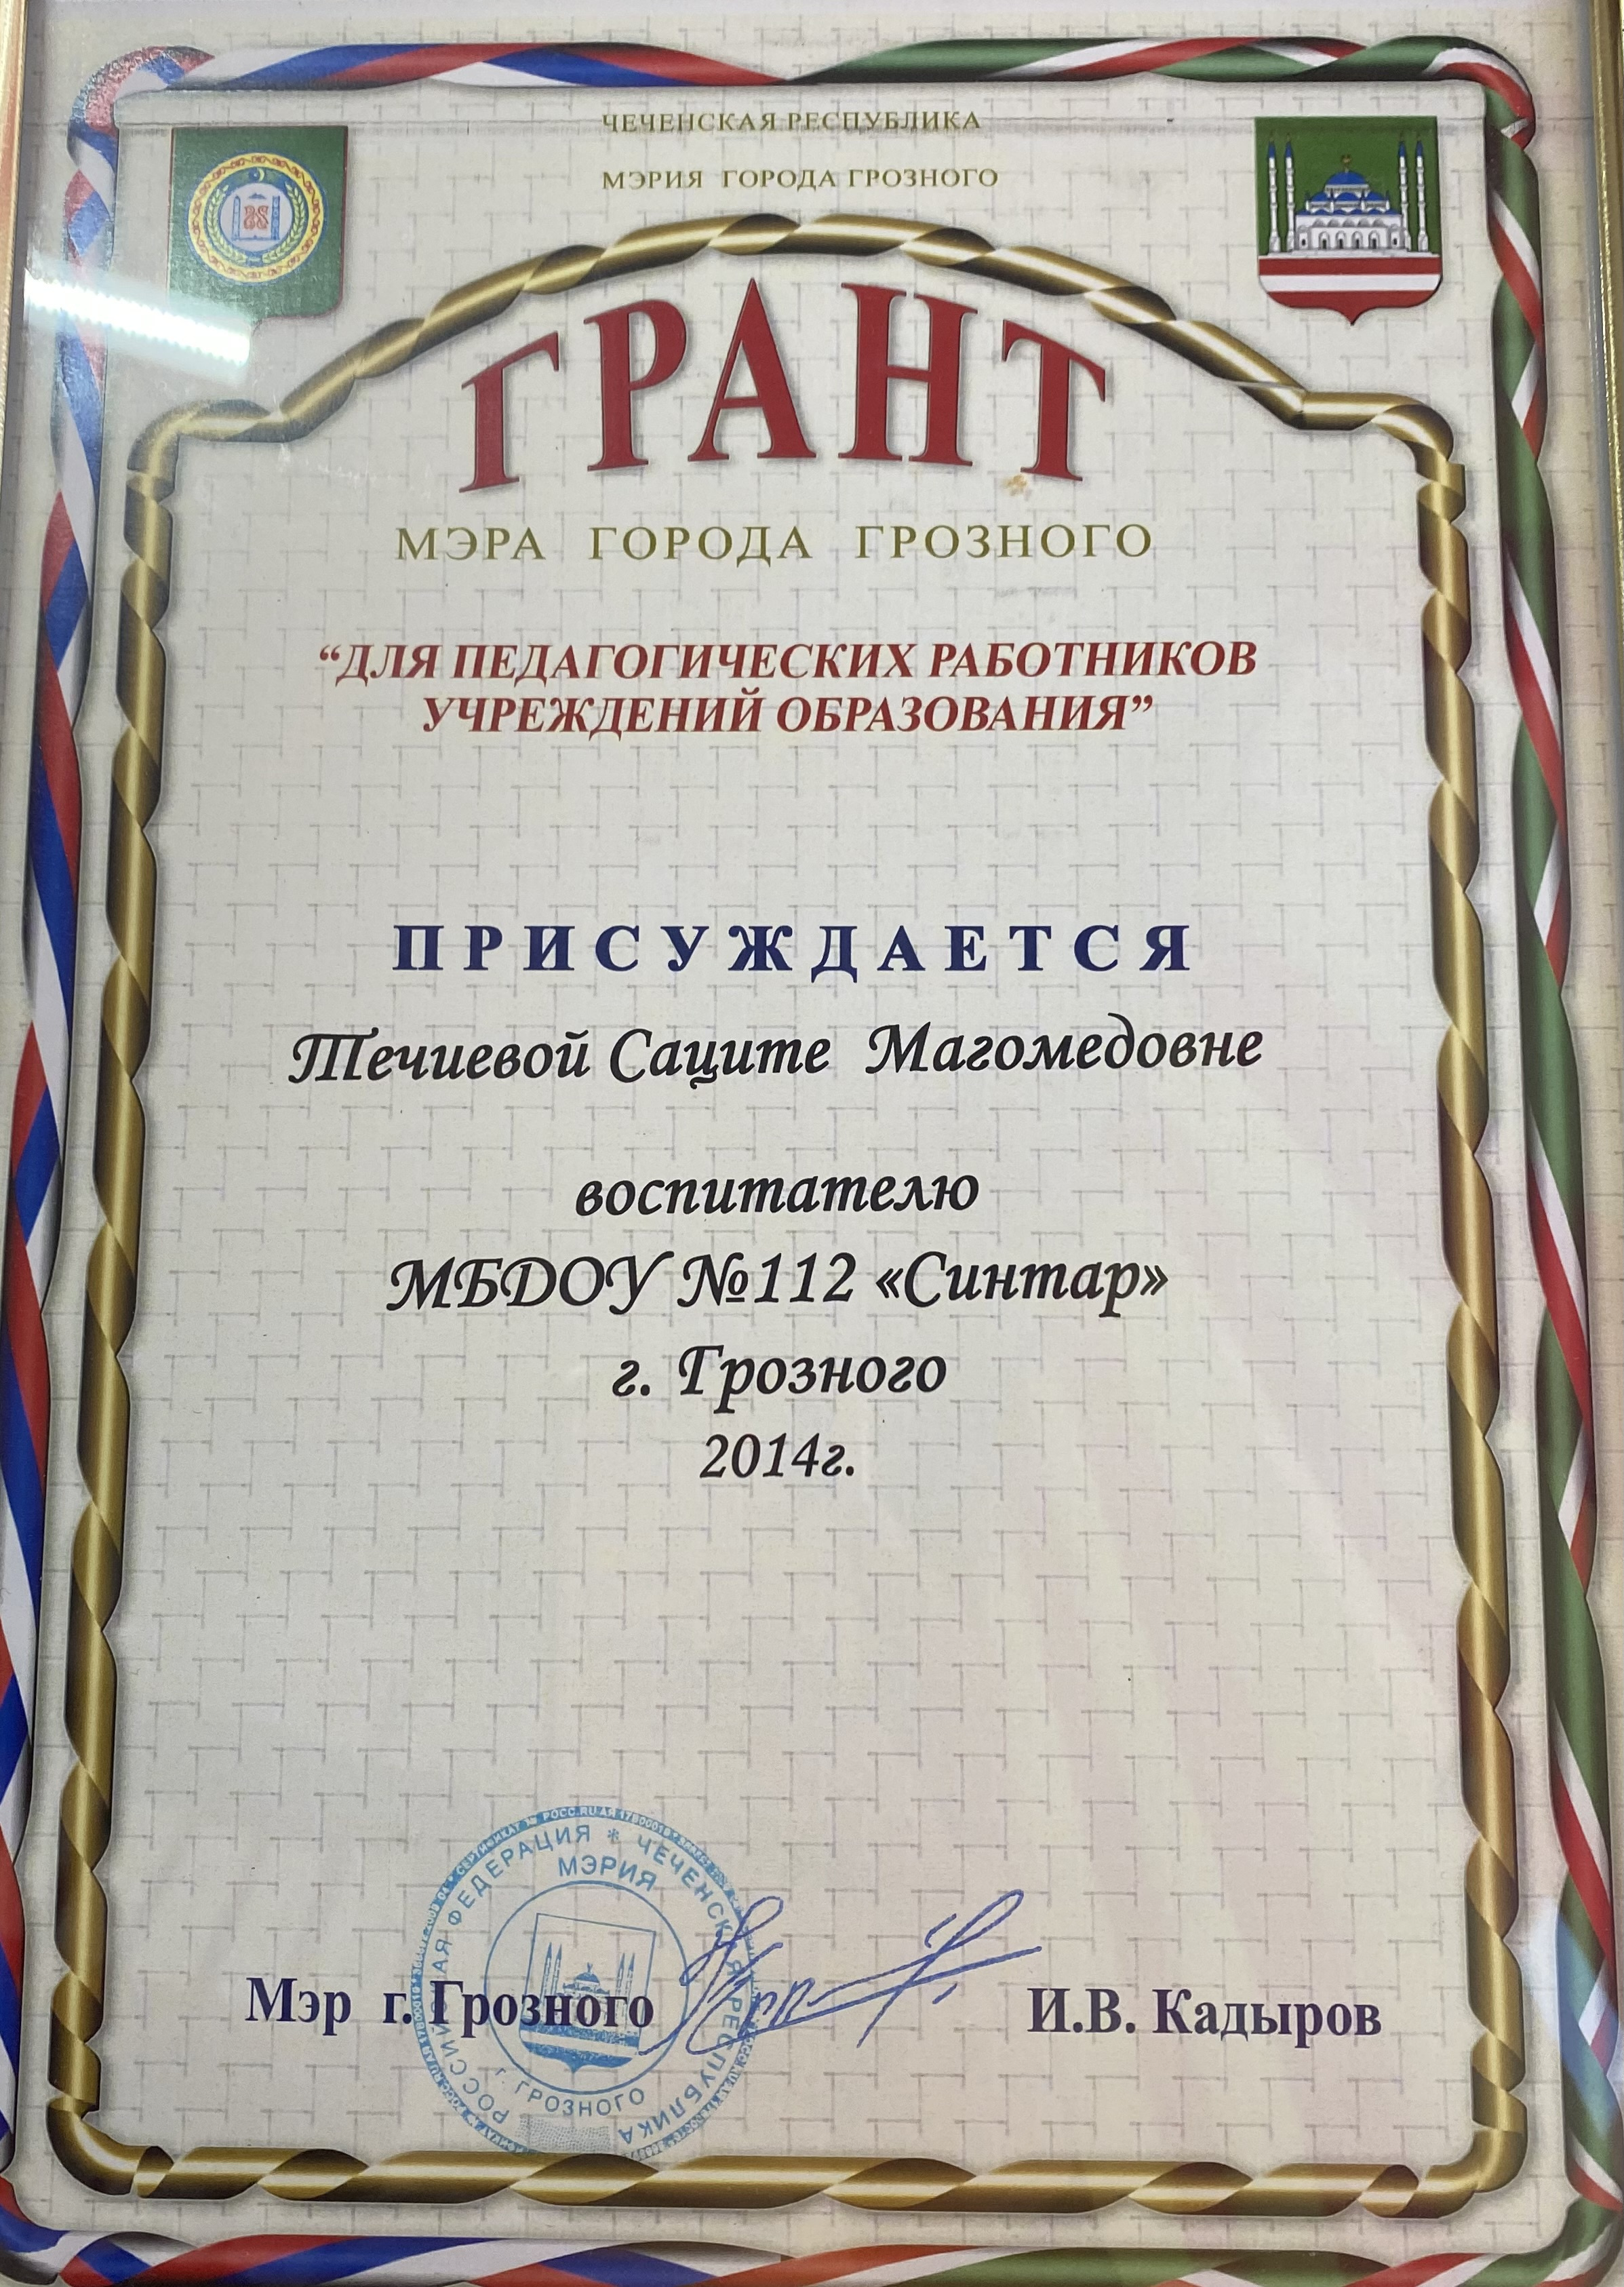 ЧЕЧЕНСКАЯ РЕСПУБЛИКА
МЭРИЯ ГОРОДА ГРОЗНОГО
ГРАНТ
МЭРА ГОРОДА ГРОЗНОГО
“ДЛЯ ПЕДАГОГИЧЕСКИХ РАБОТНИКОВ
УЧРЕЖДЕНИЙ ОБРАЗОВАНИЯ”
ПРИСУЖДАЕТСЯ
Течиевой Саците Магомедовне
воспитателю
МБДОУ №112 «Синтар»
г. Грозного
2014г.
РОССИЙСКАЯ ФЕДЕРАЦИЯ * ЧЕЧЕНСКАЯ РЕСПУБЛИКА
МЭРИЯ
Г. ГРОЗНОГО
Мэр г. Грозного
И.В. Кадыров